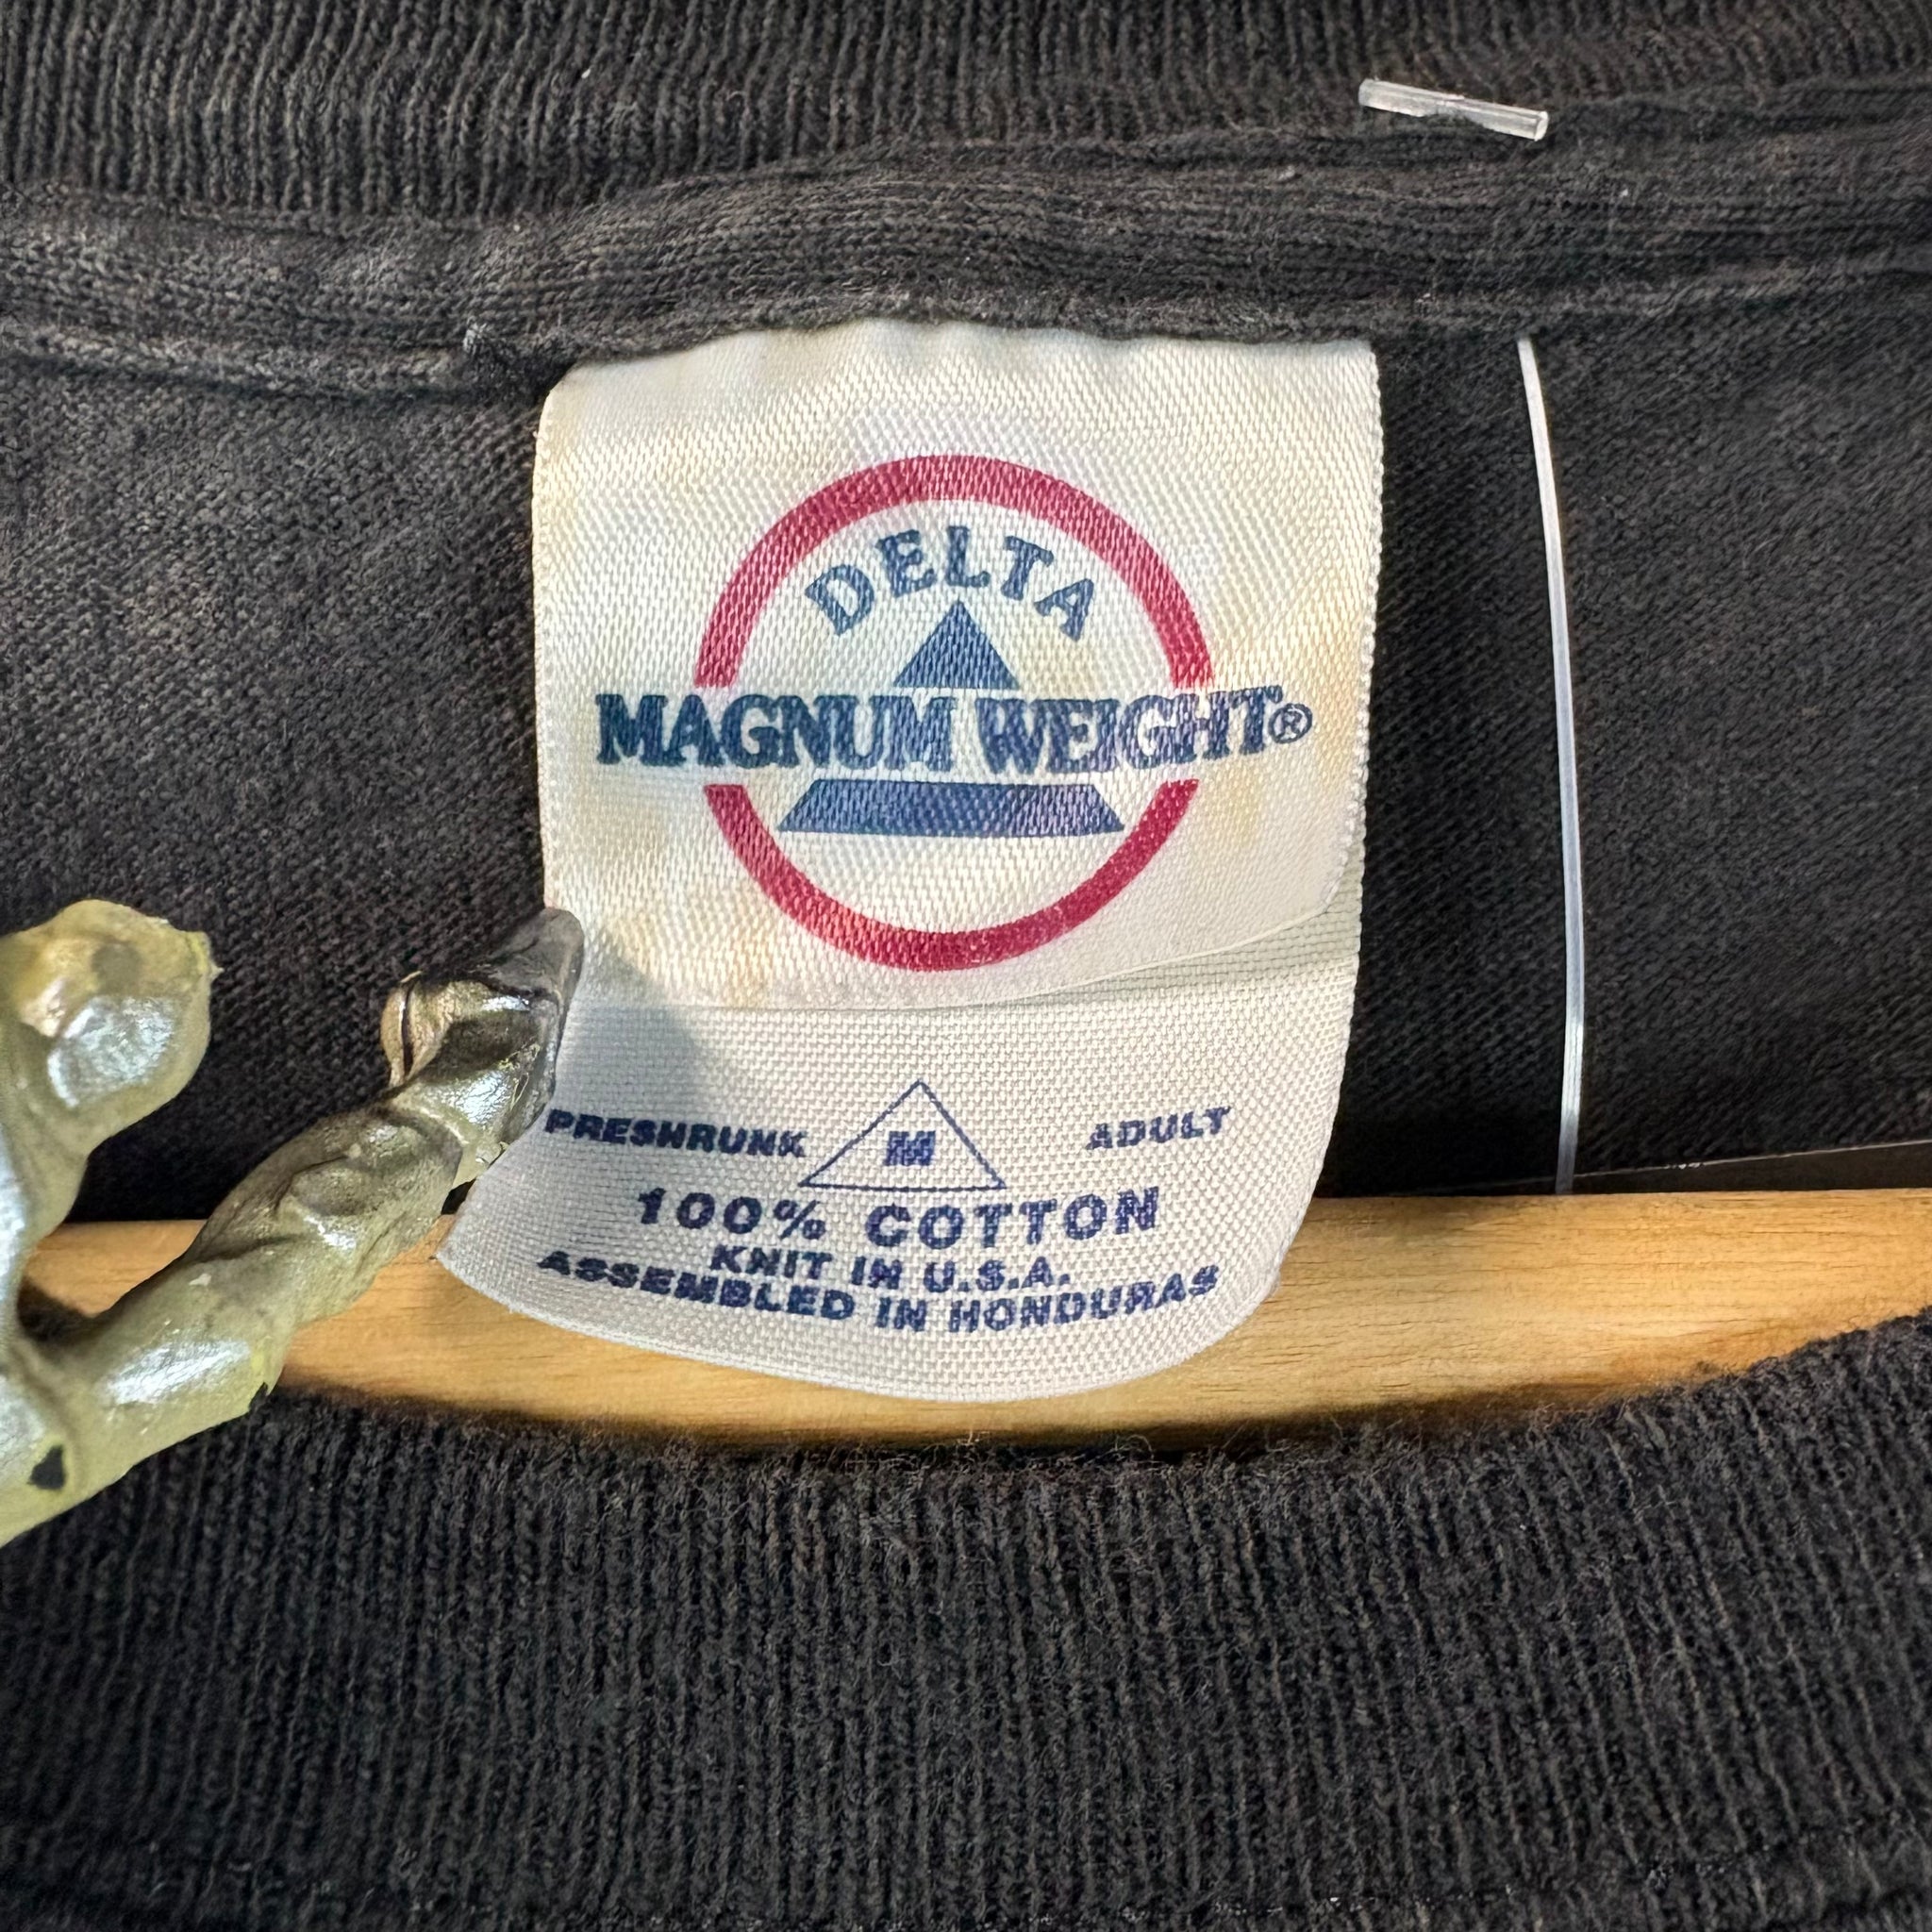 DELTA
MAGNUM WEIGHT®
PRESHRUNK M ADULT
100% COTTON
KNIT IN U.S.A.
ASSEMBLED IN HONDURAS